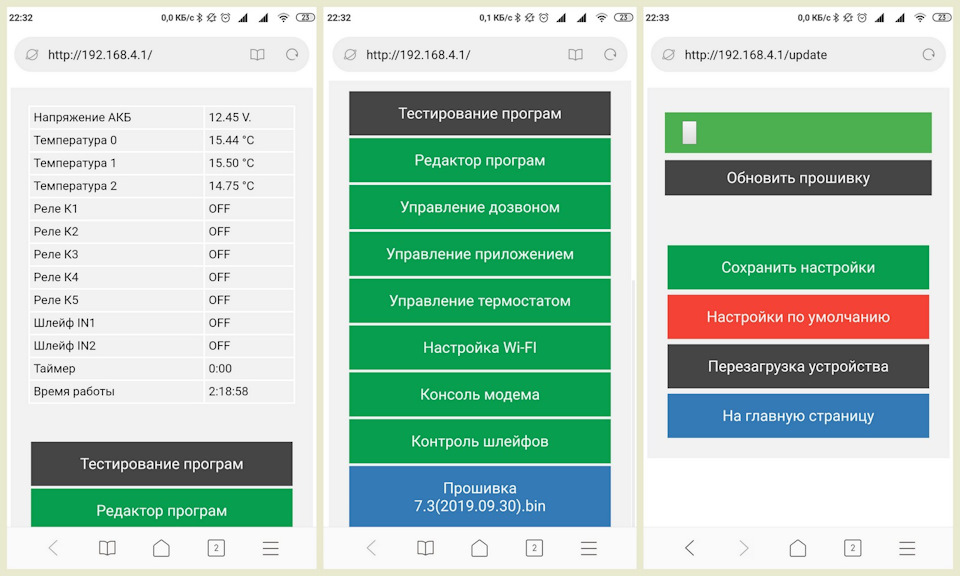 22:32
0,0 КБ/с
23
http://192.168.4.1/
Напряжение АКБ 12.45 V.
Температура 0 15.44 °C
Температура 1 15.50 °C
Температура 2 14.75 °C
Реле K1 OFF
Реле K2 OFF
Реле K3 OFF
Реле K4 OFF
Реле K5 OFF
Шлейф IN1 OFF
Шлейф IN2 OFF
Таймер 0:00
Время работы 2:18:58
Тестирование програм
Редактор програм
2
22:32
0,1 КБ/с
23
http://192.168.4.1/
Тестирование програм
Редактор програм
Управление дозвоном
Управление приложением
Управление термостатом
Настройка Wi-FI
Консоль модема
Контроль шлейфов
Прошивка
7.3(2019.09.30).bin
2
22:33
0,0 КБ/с
23
http://192.168.4.1/update
Обновить прошивку
Сохранить настройки
Настройки по умолчанию
Перезагрузка устройства
На главную страницу
2